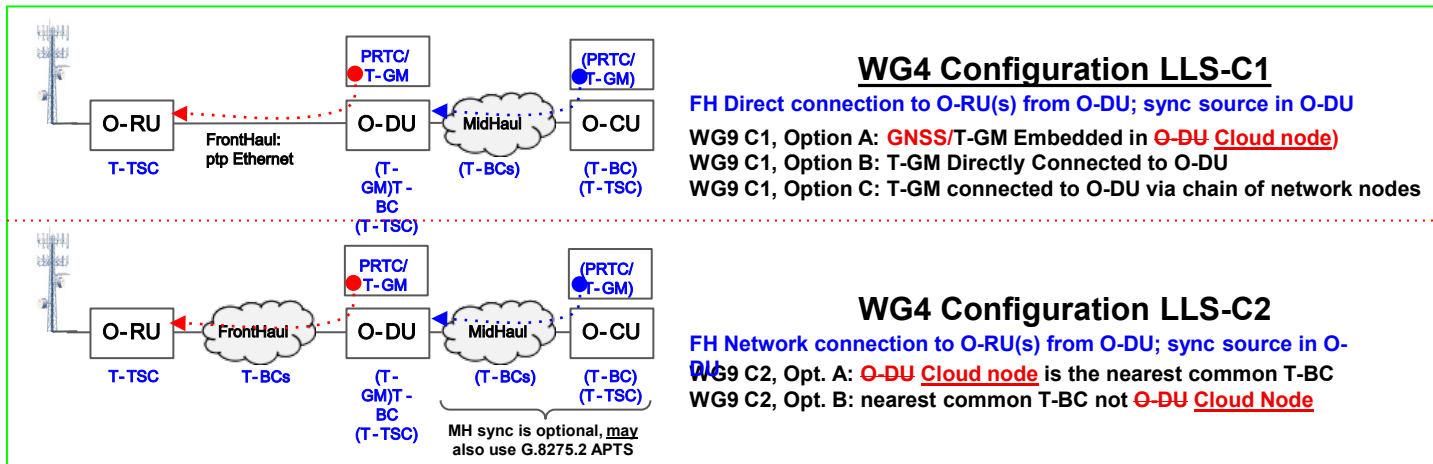 PRTC/
T-GM
(PRTC/
T-GM)
O-RU
O-DU
MidHaul
O-CU
FrontHaul:
ptp Ethernet
T-TSC
(T-
GM)T-
BC
(T-TSC)
(T-BCs)
(T-BC)
(T-TSC)
WG4 Configuration LLS-C1
FH Direct connection to O-RU(s) from O-DU; sync source in O-DU
WG9 C1, Option A: GNSS/T-GM Embedded in O-DU Cloud node)
WG9 C1, Option B: T-GM Directly Connected to O-DU
WG9 C1, Option C: T-GM connected to O-DU via chain of network nodes
PRTC/
T-GM
(PRTC/
T-GM)
O-RU
FrontHaul
O-DU
MidHaul
O-CU
T-TSC
T-BCs
(T-
GM)T-
BC
(T-TSC)
(T-BCs)
(T-BC)
(T-TSC)
MH sync is optional, may
also use G.8275.2 APTS
WG4 Configuration LLS-C2
FH Network connection to O-RU(s) from O-DU; sync source in O-
DU
WG9 C2, Opt. A: O-DU Cloud node is the nearest common T-BC
WG9 C2, Opt. B: nearest common T-BC not O-DU Cloud Node